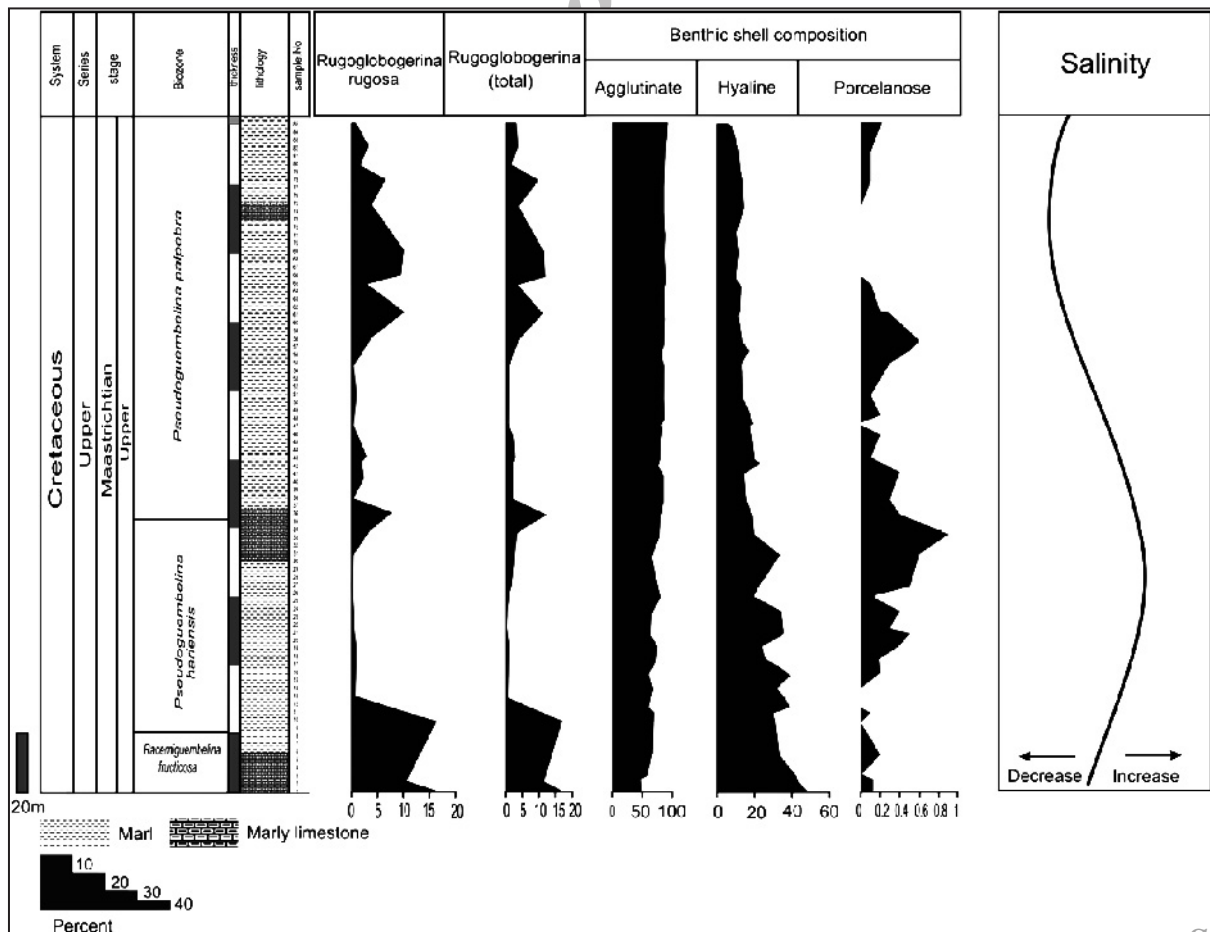 System
Series
stage
Biozone
thickness
lithology
sample.No
Rugoglobogerina
rugosa
Rugoglobogerina
(total)
Benthic shell composition
Agglutinate
Hyaline
Porcelanose
Salinity
Cretaceous
Upper
Maastrichtian
Upper
Paeudoguembelina palpebra
Pseudoguembelina
hariensis
Racemiguembelina
fructicosa
Decrease
Increase
20m
0 5 10 15 20
0 5 10 15 20
0 50 100
0 20 40 60
0 0.2 0.4 0.6 0.8 1
Marl
Marly limestone
10
20
30
40
Percent